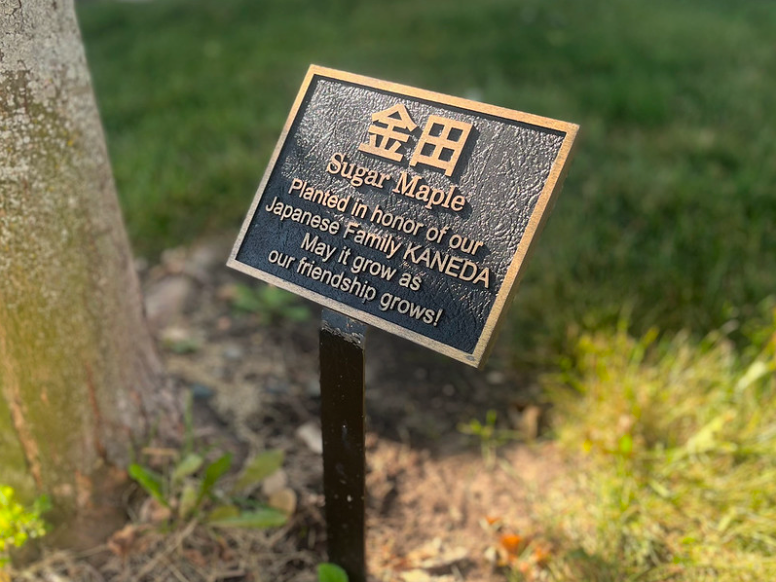 金田
Sugar Maple
Planted in honor of our
Japanese Family KANEDA
May it grow as
our friendship grows!